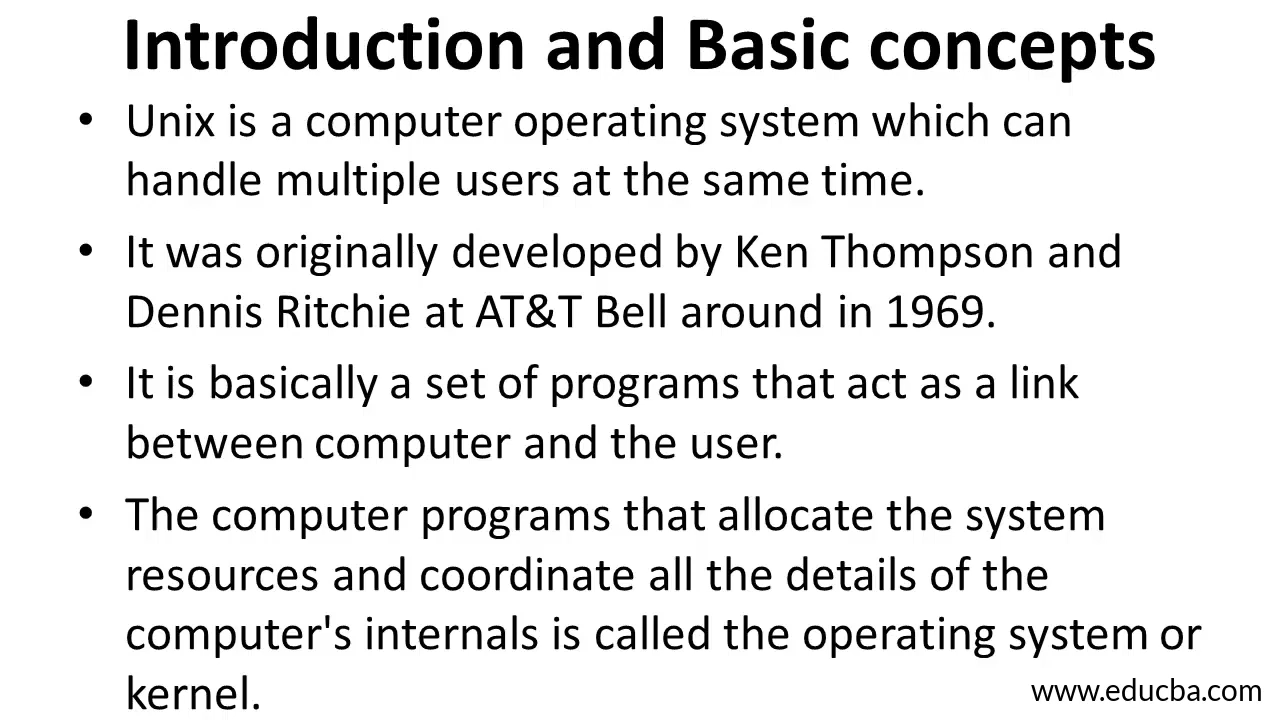 Introduction and Basic concepts
• Unix is a computer operating system which can
handle multiple users at the same time.
• It was originally developed by Ken Thompson and
Dennis Ritchie at AT&T Bell around in 1969.
• It is basically a set of programs that act as a link
between computer and the user.
• The computer programs that allocate the system
resources and coordinate all the details of the
computer's internals is called the operating system or
kernel.
www.educba.com